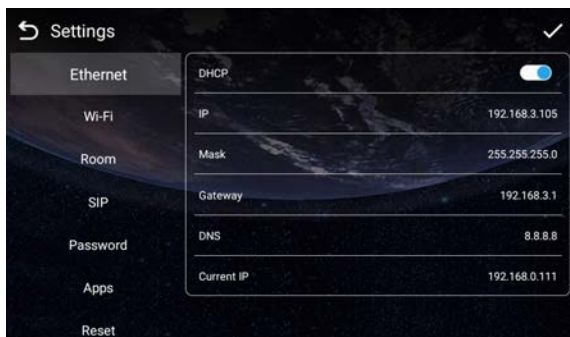 Settings
Ethernet
Wi-Fi
Room
SIP
Password
Apps
Reset
DHCP
IP 192.168.3.105
Mask 255.255.255.0
Gateway 192.168.3.1
DNS 8.8.8.8
Current IP 192.168.0.111